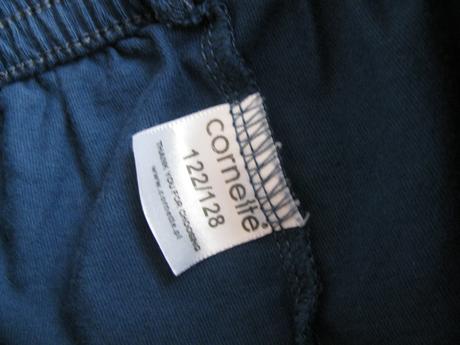 cornette®
122/128
THANK YOU FOR CHOOSING
www.cornette.pl